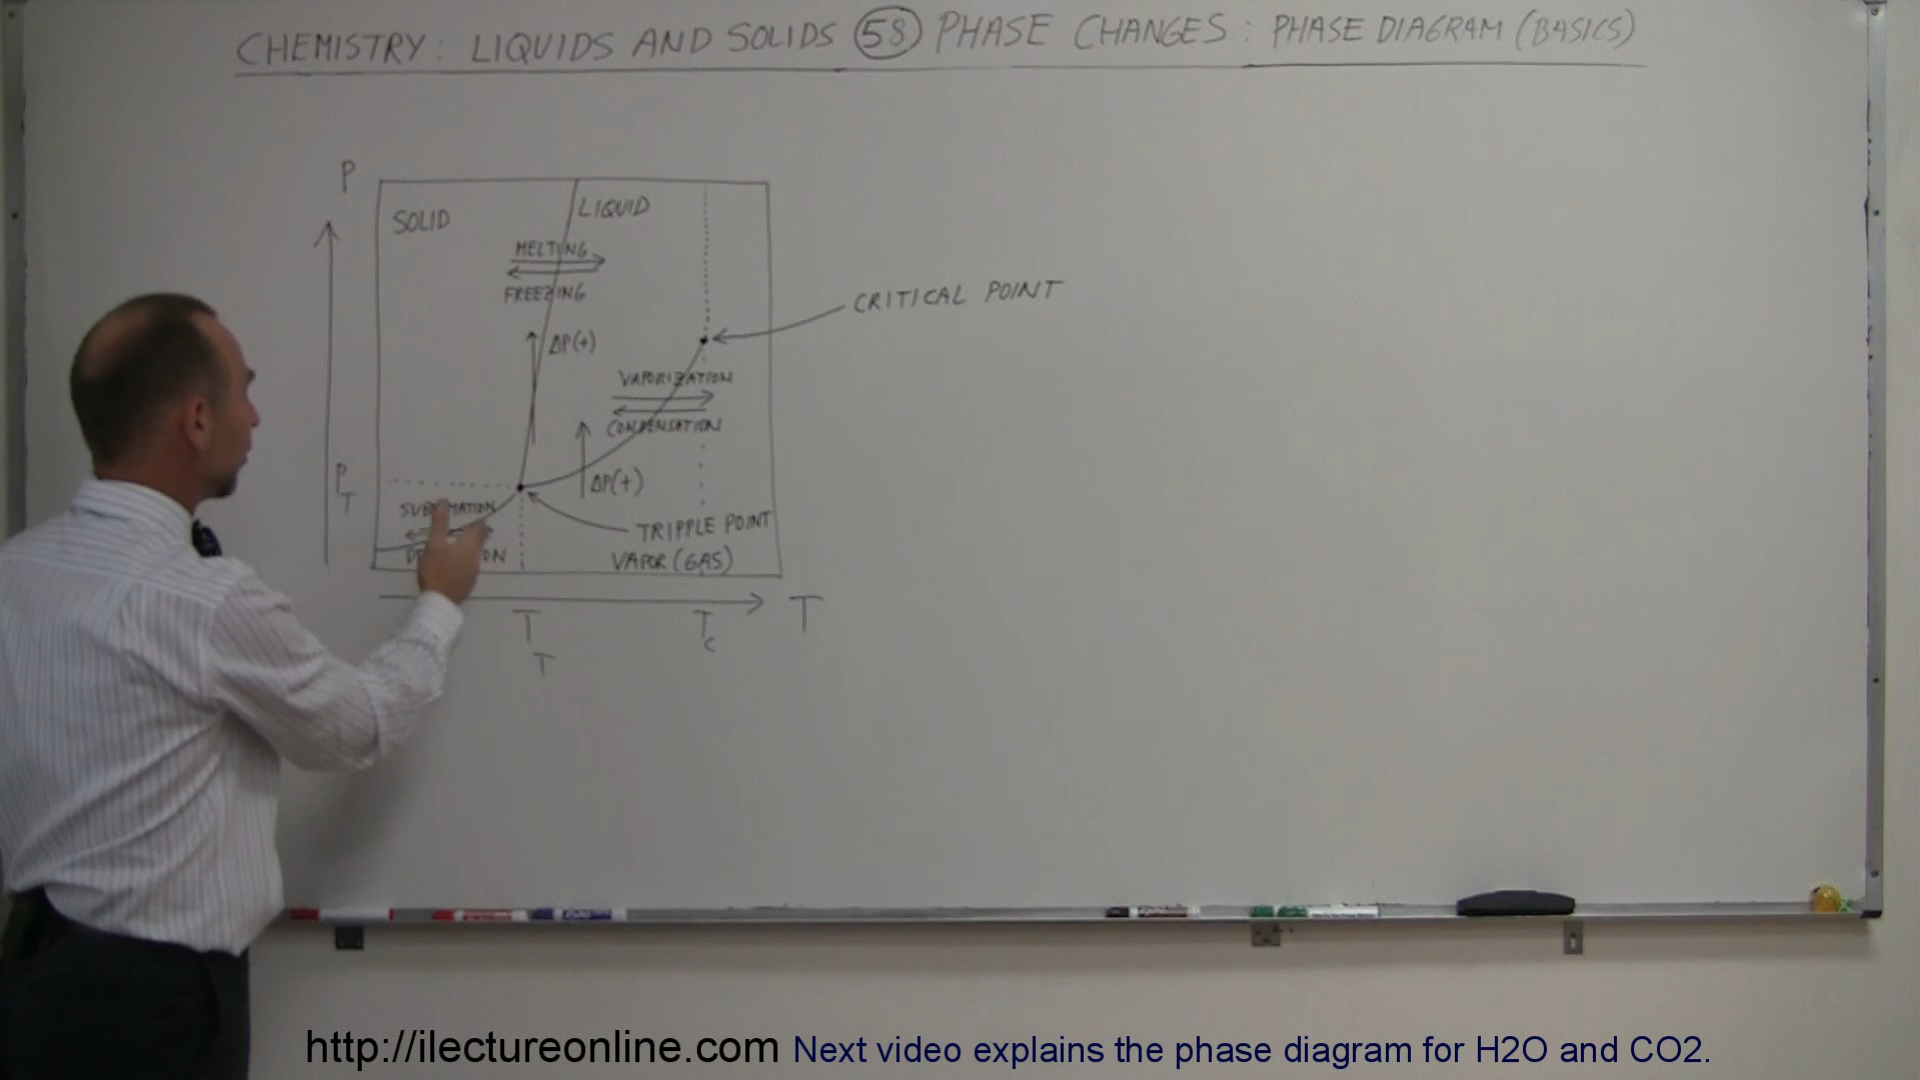 CHEMISTRY: LIQUIDS AND SOLIDS 58 PHASE CHANGES: PHASE DIAGRAM (BASICS)
P
SOLID
LIQUID
MELTING
FREEZING
CRITICAL POINT
ΔP(+)
VAPORIZATION
CONDENSATION
P
T
ΔP(+)
TRIPPLE POINT
VAPOR (GAS)
T
T
T
C
T
http://ilectureonline.com Next video explains the phase diagram for H2O and CO2.